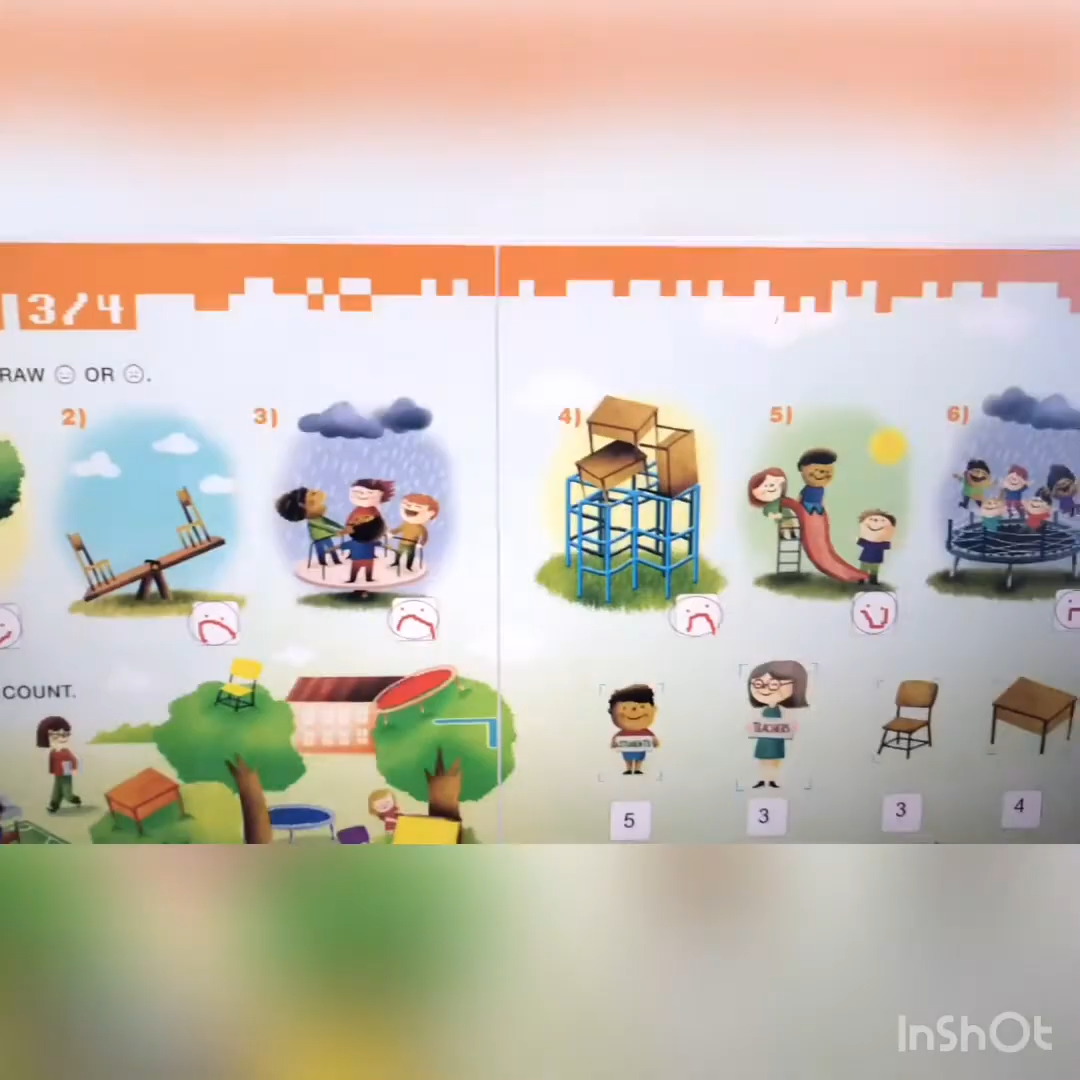 3/4
RAW ☺ OR ☹.
2)
3)
4)
5)
6)
COUNT.
STUDENTS
TEACHERS
5
3
3
4
InShOt